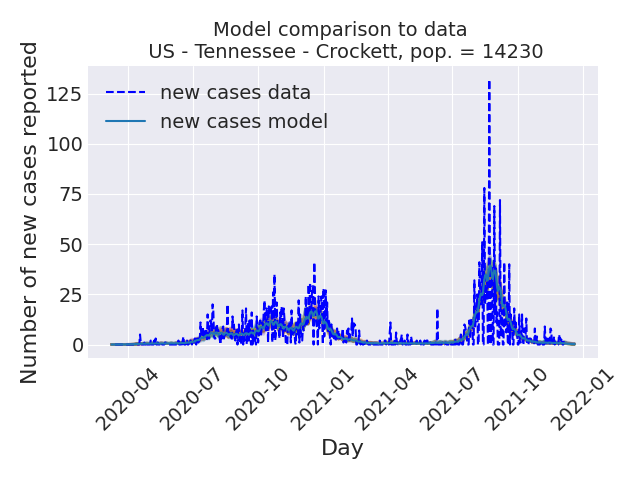 Model comparison to data
US - Tennessee - Crockett, pop. = 14230
new cases data
new cases model
Number of new cases reported
125
100
75
50
25
0
2020-04
2020-07
2020-10
2021-01
2021-04
2021-07
2021-10
2022-01
Day